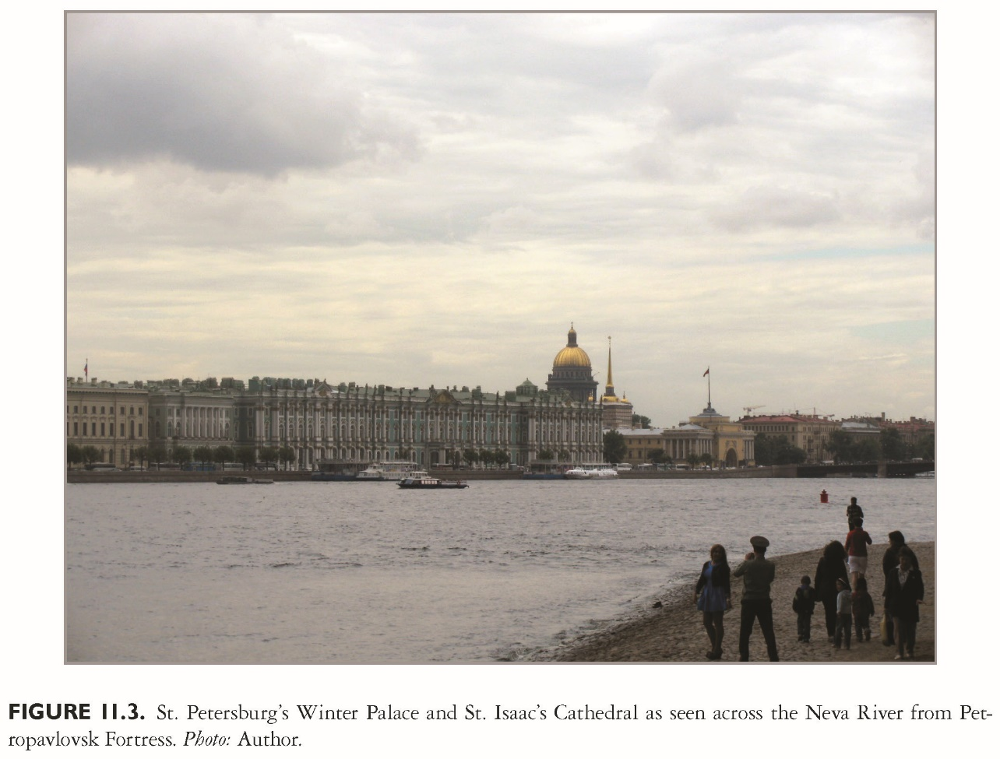 FIGURE 11.3. St. Petersburg's Winter Palace and St. Isaac's Cathedral as seen across the Neva River from Pet-
ropavlovsk Fortress. Photo: Author.